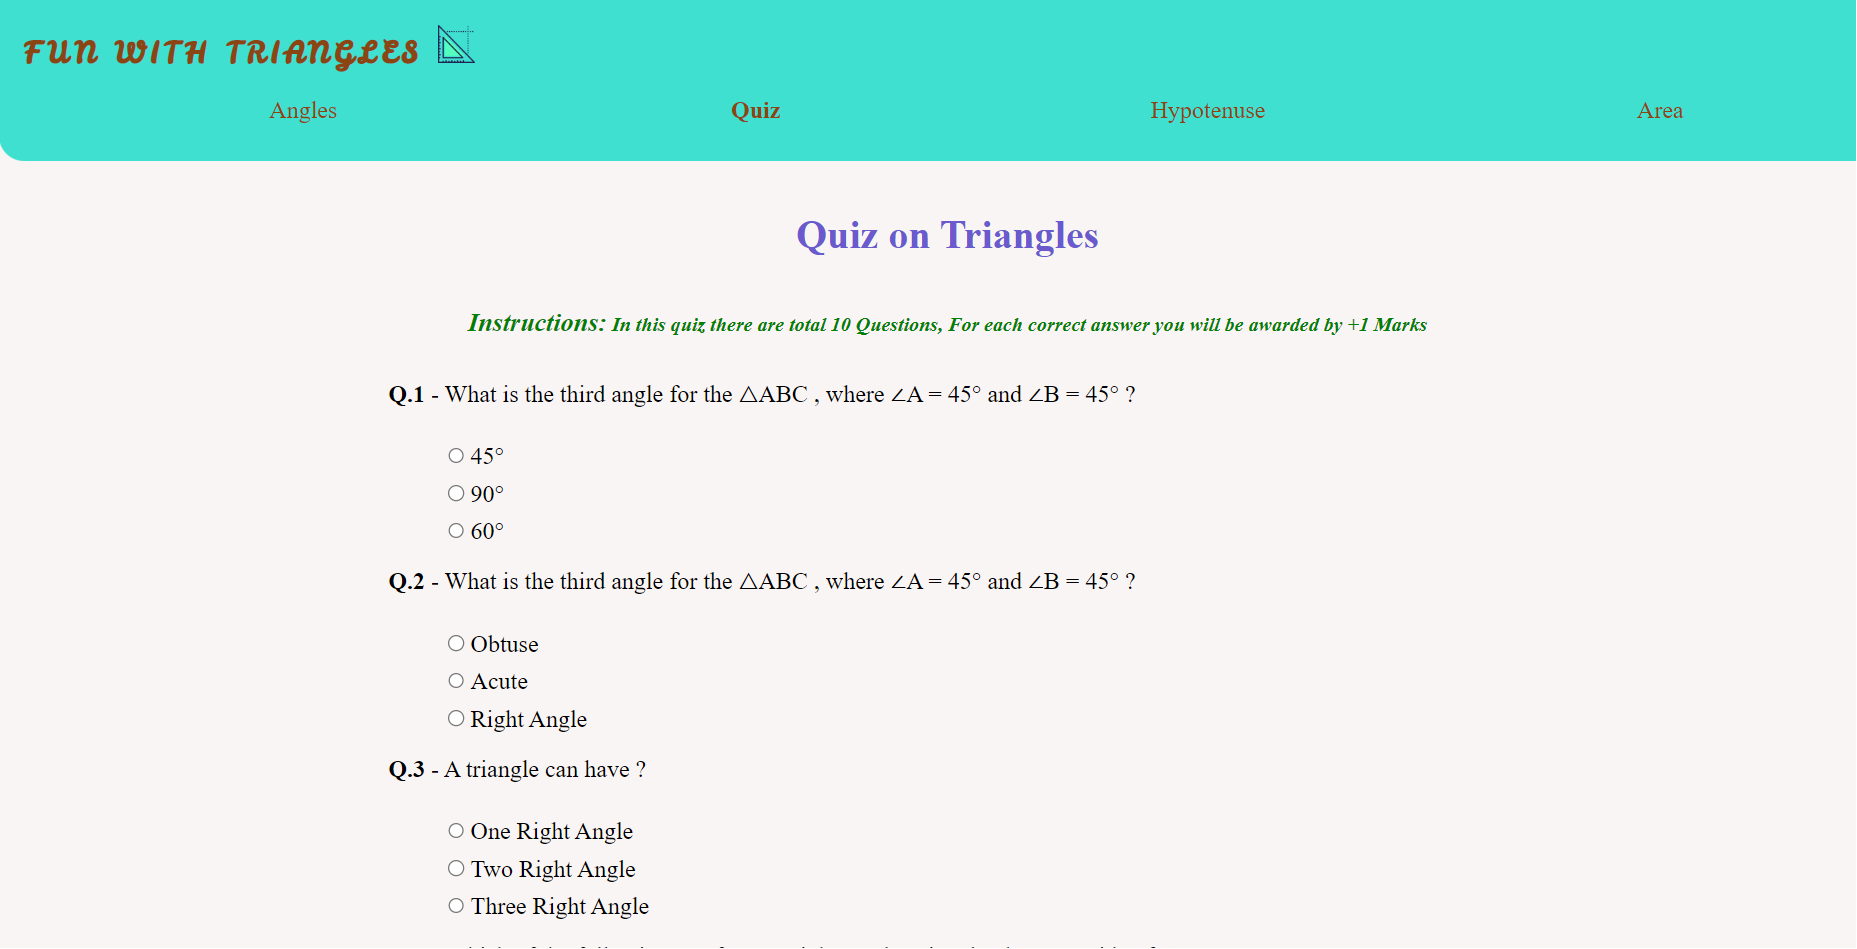 FUN WITH TRIANGLES
Angles Quiz Hypotenuse Area
Quiz on Triangles
Instructions: In this quiz there are total 10 Questions, For each correct answer you will be awarded by +1 Marks
Q.1 - What is the third angle for the △ABC , where ∠A = 45° and ∠B = 45° ?
45°
90°
60°
Q.2 - What is the third angle for the △ABC , where ∠A = 45° and ∠B = 45° ?
Obtuse
Acute
Right Angle
Q.3 - A triangle can have ?
One Right Angle
Two Right Angle
Three Right Angle